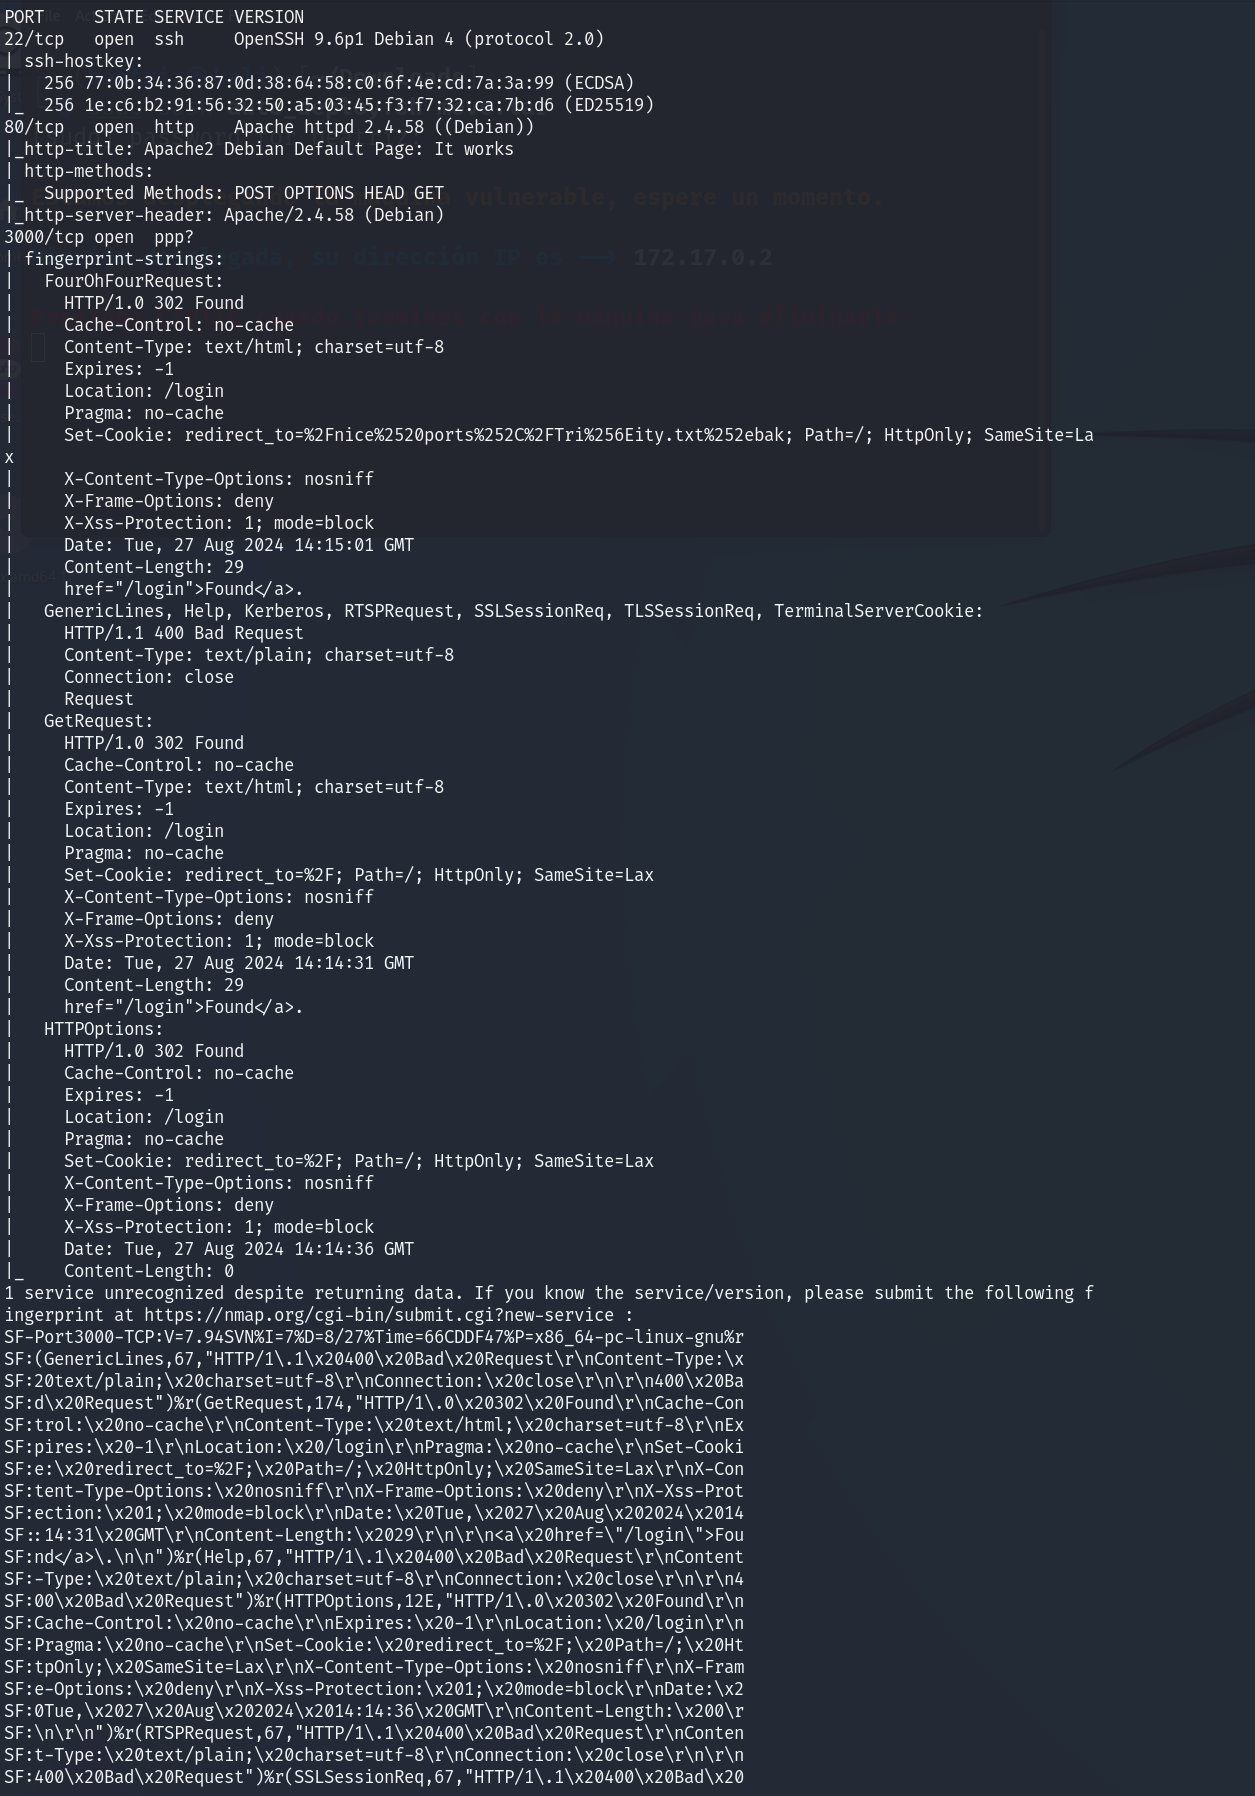 PORT     STATE SERVICE VERSION
22/tcp   open  ssh     OpenSSH 9.6p1 Debian 4 (protocol 2.0)
| ssh-hostkey:
|   256 77:0b:34:36:87:0d:38:64:58:c0:6f:4e:cd:7a:3a:99 (ECDSA)
|_  256 1e:c6:b2:91:56:32:50:a5:03:45:f3:f7:32:ca:7b:d6 (ED25519)
80/tcp   open  http    Apache httpd 2.4.58 ((Debian))
|_http-title: Apache2 Debian Default Page: It works
| http-methods:
|_  Supported Methods: POST OPTIONS HEAD GET
vulnerable, espere un momento.
|_http-server-header: Apache/2.4.58 (Debian)
3000/tcp open  ppp?
| fingerprint-strings:
su dirección IP es → 172.17.0.2
|   FourOhFourRequest:
|     HTTP/1.0 302 Found
|     Cache-Control: no-cache
|     Content-Type: text/html; charset=utf-8
|     Expires: -1
|     Location: /login
|     Pragma: no-cache
|     Set-Cookie: redirect_to=%2Fnice%2520ports%252C%2FTri%256Eity.txt%252ebak; Path=/; HttpOnly; SameSite=La
x
|     X-Content-Type-Options: nosniff
|     X-Frame-Options: deny
|     X-Xss-Protection: 1; mode=block
|     Date: Tue, 27 Aug 2024 14:15:01 GMT
|     Content-Length: 29
|     href="/login">Found</a>.
|   GenericLines, Help, Kerberos, RTSPRequest, SSLSessionReq, TLSSessionReq, TerminalServerCookie:
|     HTTP/1.1 400 Bad Request
|     Content-Type: text/plain; charset=utf-8
|     Connection: close
|     Request
|   GetRequest:
|     HTTP/1.0 302 Found
|     Cache-Control: no-cache
|     Content-Type: text/html; charset=utf-8
|     Expires: -1
|     Location: /login
|     Pragma: no-cache
|     Set-Cookie: redirect_to=%2F; Path=/; HttpOnly; SameSite=Lax
|     X-Content-Type-Options: nosniff
|     X-Frame-Options: deny
|     X-Xss-Protection: 1; mode=block
|     Date: Tue, 27 Aug 2024 14:14:31 GMT
|     Content-Length: 29
|     href="/login">Found</a>.
|   HTTPOptions:
|     HTTP/1.0 302 Found
|     Cache-Control: no-cache
|     Expires: -1
|     Location: /login
|     Pragma: no-cache
|     Set-Cookie: redirect_to=%2F; Path=/; HttpOnly; SameSite=Lax
|     X-Content-Type-Options: nosniff
|     X-Frame-Options: deny
|     X-Xss-Protection: 1; mode=block
|     Date: Tue, 27 Aug 2024 14:14:36 GMT
|_    Content-Length: 0
1 service unrecognized despite returning data. If you know the service/version, please submit the following f
ingerprint at https://nmap.org/cgi-bin/submit.cgi?new-service :
SF-Port3000-TCP:V=7.94SVN%I=7%D=8/27%Time=66CDDF47%P=x86_64-pc-linux-gnu%r
SF:(GenericLines,67,"HTTP/1\.1\x20400\x20Bad\x20Request\r\nContent-Type:\x
SF:20text/plain;\x20charset=utf-8\r\nConnection:\x20close\r\n\r\n400\x20Ba
SF:d\x20Request")%r(GetRequest,174,"HTTP/1\.0\x20302\x20Found\r\nCache-Con
SF:trol:\x20no-cache\r\nContent-Type:\x20text/html;\x20charset=utf-8\r\nEx
SF:pires:\x20-1\r\nLocation:\x20/login\r\nPragma:\x20no-cache\r\nSet-Cooki
SF:e:\x20redirect_to=%2F;\x20Path=/;\x20HttpOnly;\x20SameSite=Lax\r\nX-Con
SF:tent-Type-Options:\x20nosniff\r\nX-Frame-Options:\x20deny\r\nX-Xss-Prot
SF:ection:\x201;\x20mode=block\r\nDate:\x20Tue,\x2027\x20Aug\x202024\x2014
SF::14:31\x20GMT\r\nContent-Length:\x2029\r\n\r\n<a\x20href=\"/login\">Fou
SF:nd</a>\.\n\n")%r(Help,67,"HTTP/1\.1\x20400\x20Bad\x20Request\r\nContent
SF:-Type:\x20text/plain;\x20charset=utf-8\r\nConnection:\x20close\r\n\r\n4
SF:00\x20Bad\x20Request")%r(HTTPOptions,12E,"HTTP/1\.0\x20302\x20Found\r\n
SF:Cache-Control:\x20no-cache\r\nExpires:\x20-1\r\nLocation:\x20/login\r\n
SF:Pragma:\x20no-cache\r\nSet-Cookie:\x20redirect_to=%2F;\x20Path=/;\x20Ht
SF:tpOnly;\x20SameSite=Lax\r\nX-Content-Type-Options:\x20nosniff\r\nX-Fram
SF:e-Options:\x20deny\r\nX-Xss-Protection:\x201;\x20mode=block\r\nDate:\x2
SF:0Tue,\x2027\x20Aug\x202024\x2014:14:36\x20GMT\r\nContent-Length:\x200\r
SF:\n\r\n")%r(RTSPRequest,67,"HTTP/1\.1\x20400\x20Bad\x20Request\r\nConten
SF:t-Type:\x20text/plain;\x20charset=utf-8\r\nConnection:\x20close\r\n\r\n
SF:400\x20Bad\x20Request")%r(SSLSessionReq,67,"HTTP/1\.1\x20400\x20Bad\x20